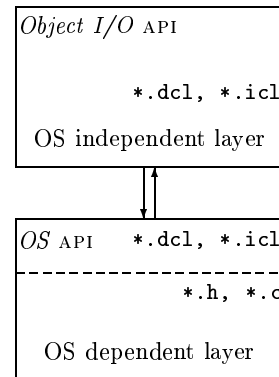 Object I/O API
*.dcl, *.icl
OS independent layer
OS API *.dcl, *.icl
*.h, *.c
OS dependent layer